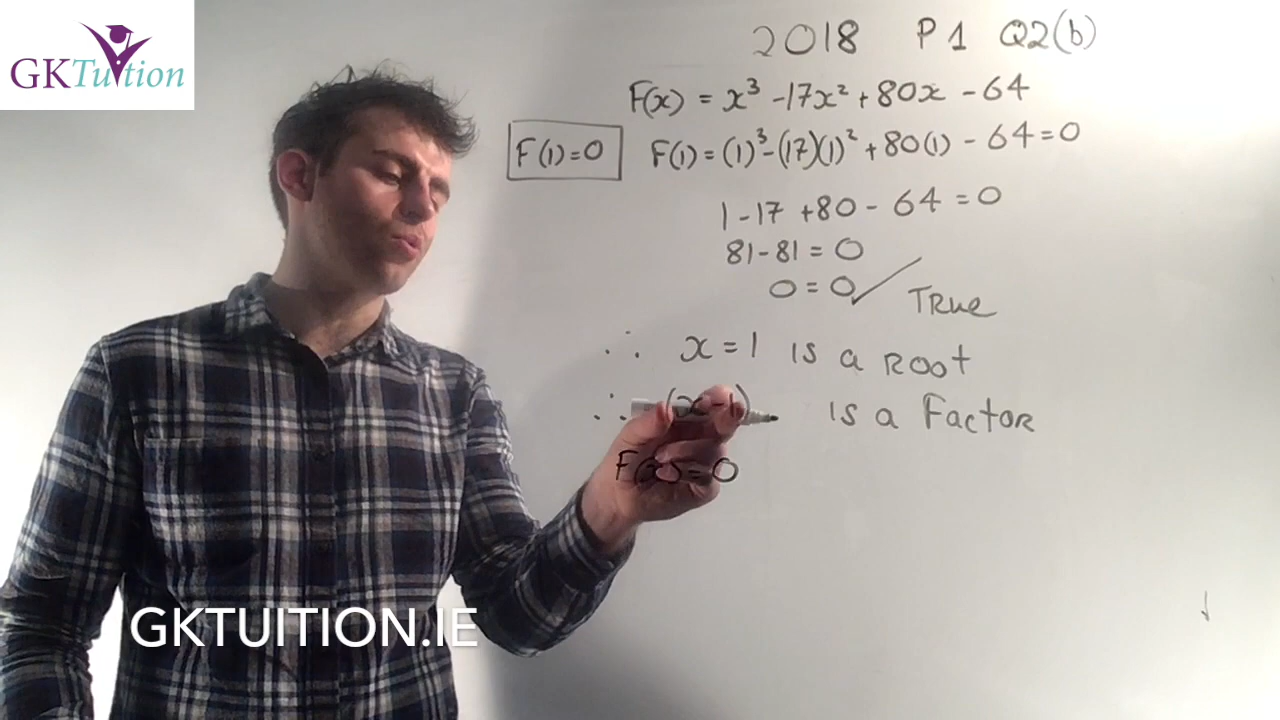 GKTuition
2018 P1 Q2(b)
F(x) = x³ -17x² + 80x - 64
F(1)=0
F(1) = (1)³-(17)(1)² + 80(1) - 64 = 0
1 - 17 + 80 - 64 = 0
81 - 81 = 0
0 = 0 ✓ True
∴ x = 1 is a Root
∴ (x-1) is a Factor
F(x) = 0
GKTUITION.IE